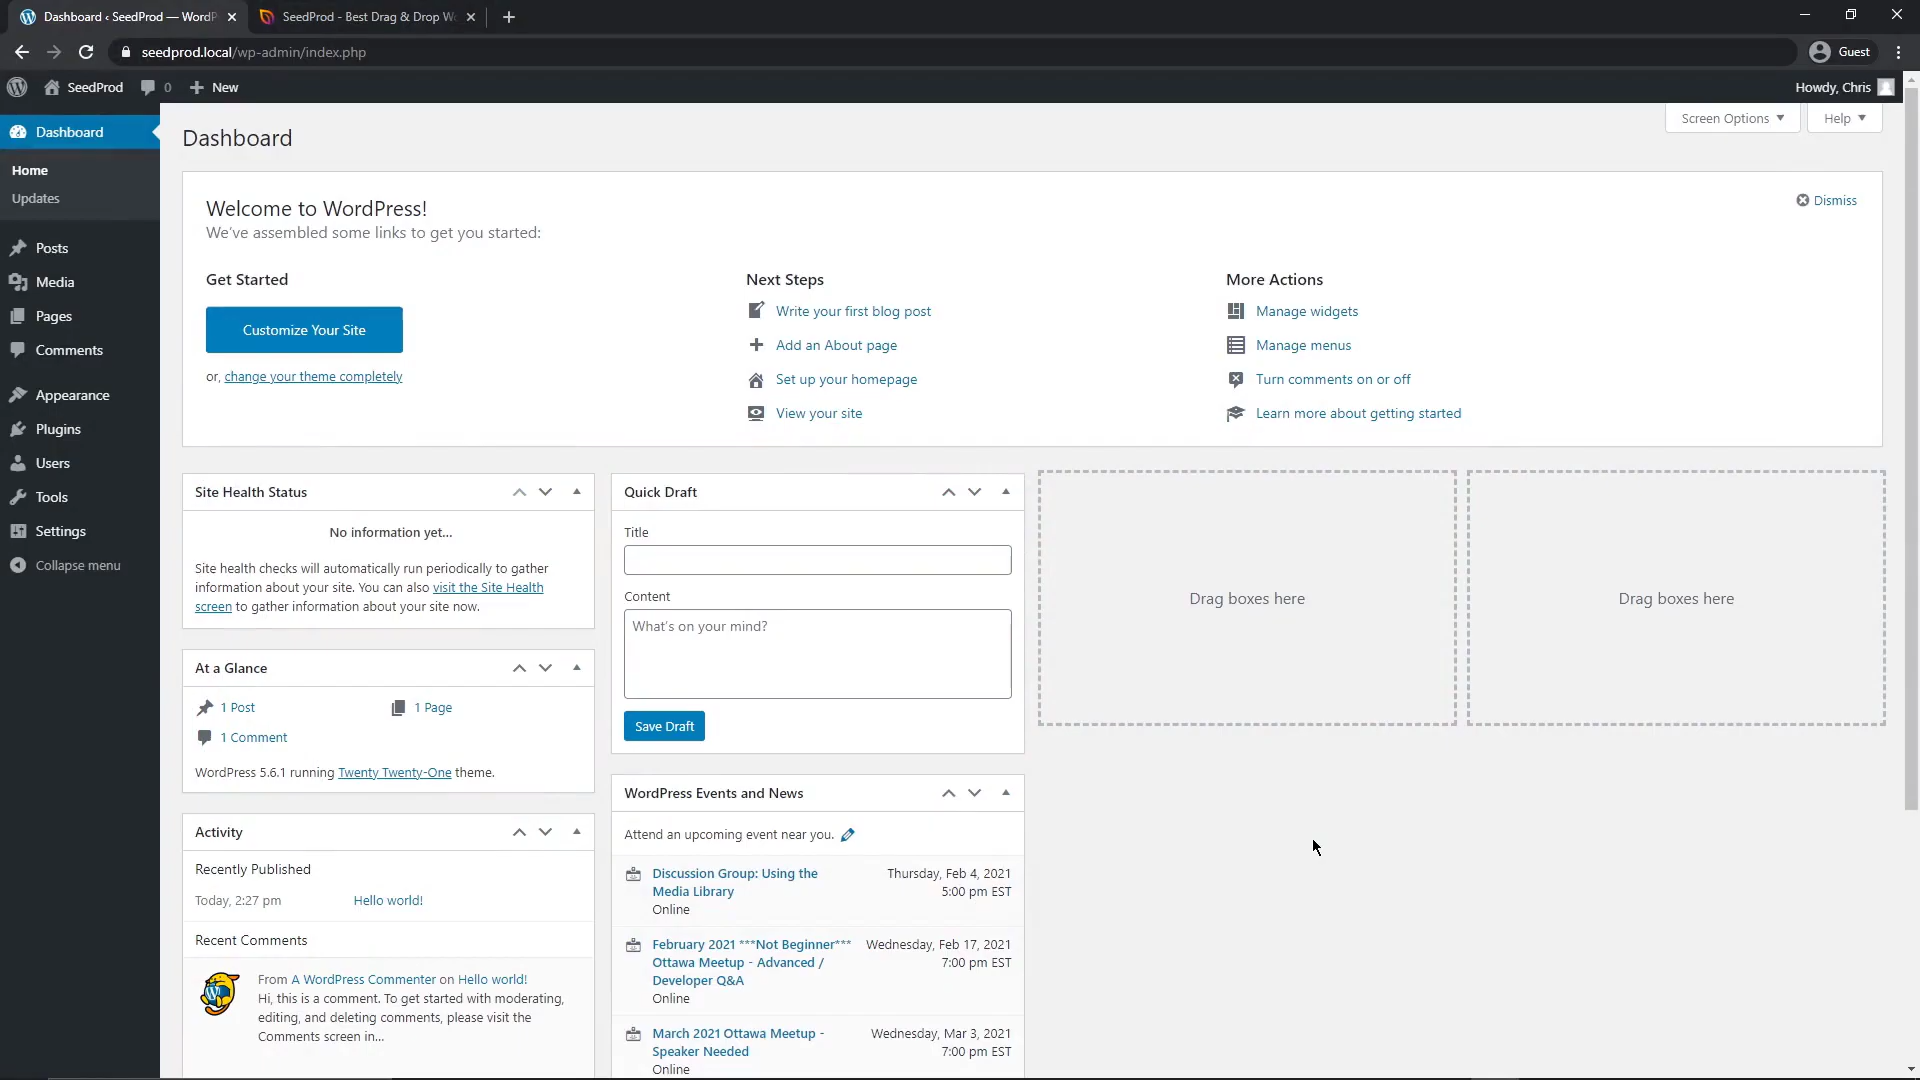 Dashboard ‹ SeedProd — WordP
SeedProd - Best Drag & Drop Wo
seedprod.local/wp-admin/index.php
Guest
SeedProd
0
New
Howdy, Chris
Dashboard
Home
Updates
Posts
Media
Pages
Comments
Appearance
Plugins
Users
Tools
Settings
Collapse menu
Dashboard
Screen Options
Help
Welcome to WordPress!
Dismiss
We've assembled some links to get you started:
Get Started
Customize Your Site
or, change your theme completely
Next Steps
Write your first blog post
Add an About page
Set up your homepage
View your site
More Actions
Manage widgets
Manage menus
Turn comments on or off
Learn more about getting started
Site Health Status
No information yet...
Site health checks will automatically run periodically to gather
information about your site. You can also visit the Site Health
screen to gather information about your site now.
At a Glance
1 Post
1 Page
1 Comment
WordPress 5.6.1 running Twenty Twenty-One theme.
Activity
Recently Published
Today, 2:27 pm
Hello world!
Recent Comments
From A WordPress Commenter on Hello world!
Hi, this is a comment. To get started with moderating,
editing, and deleting comments, please visit the
Comments screen in...
Quick Draft
Title
Content
What's on your mind?
Save Draft
WordPress Events and News
Attend an upcoming event near you.
Discussion Group: Using the
Media Library
Online
Thursday, Feb 4, 2021
5:00 pm EST
February 2021 ***Not Beginner***
Ottawa Meetup - Advanced /
Developer Q&A
Online
Wednesday, Feb 17, 2021
7:00 pm EST
March 2021 Ottawa Meetup -
Speaker Needed
Online
Wednesday, Mar 3, 2021
7:00 pm EST
Drag boxes here
Drag boxes here